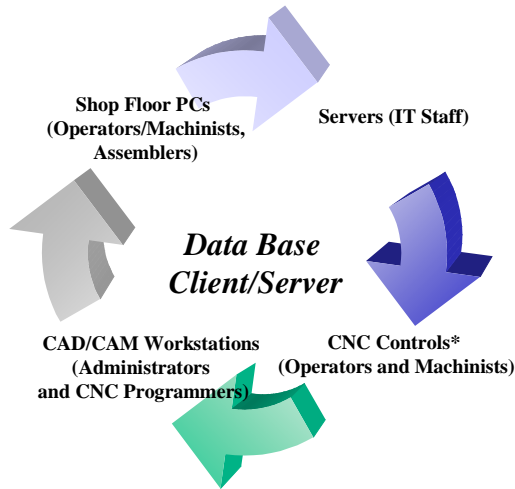 Shop Floor PCs
(Operators/Machinists,
Assemblers)
Servers (IT Staff)
Data Base
Client/Server
CAD/CAM Workstations
(Administrators
and CNC Programmers)
CNC Controls*
(Operators and Machinists)